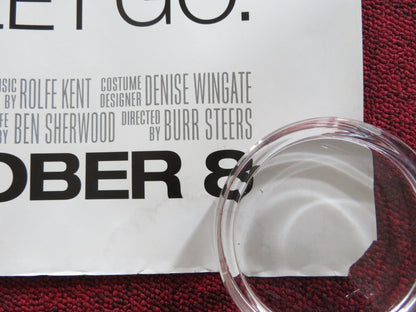 LET GO.
MUSIC BY ROLFE KENT COSTUME DESIGNER DENISE WINGATE
BY BEN SHERWOOD DIRECTED BY BURR STEERS
OBER 8